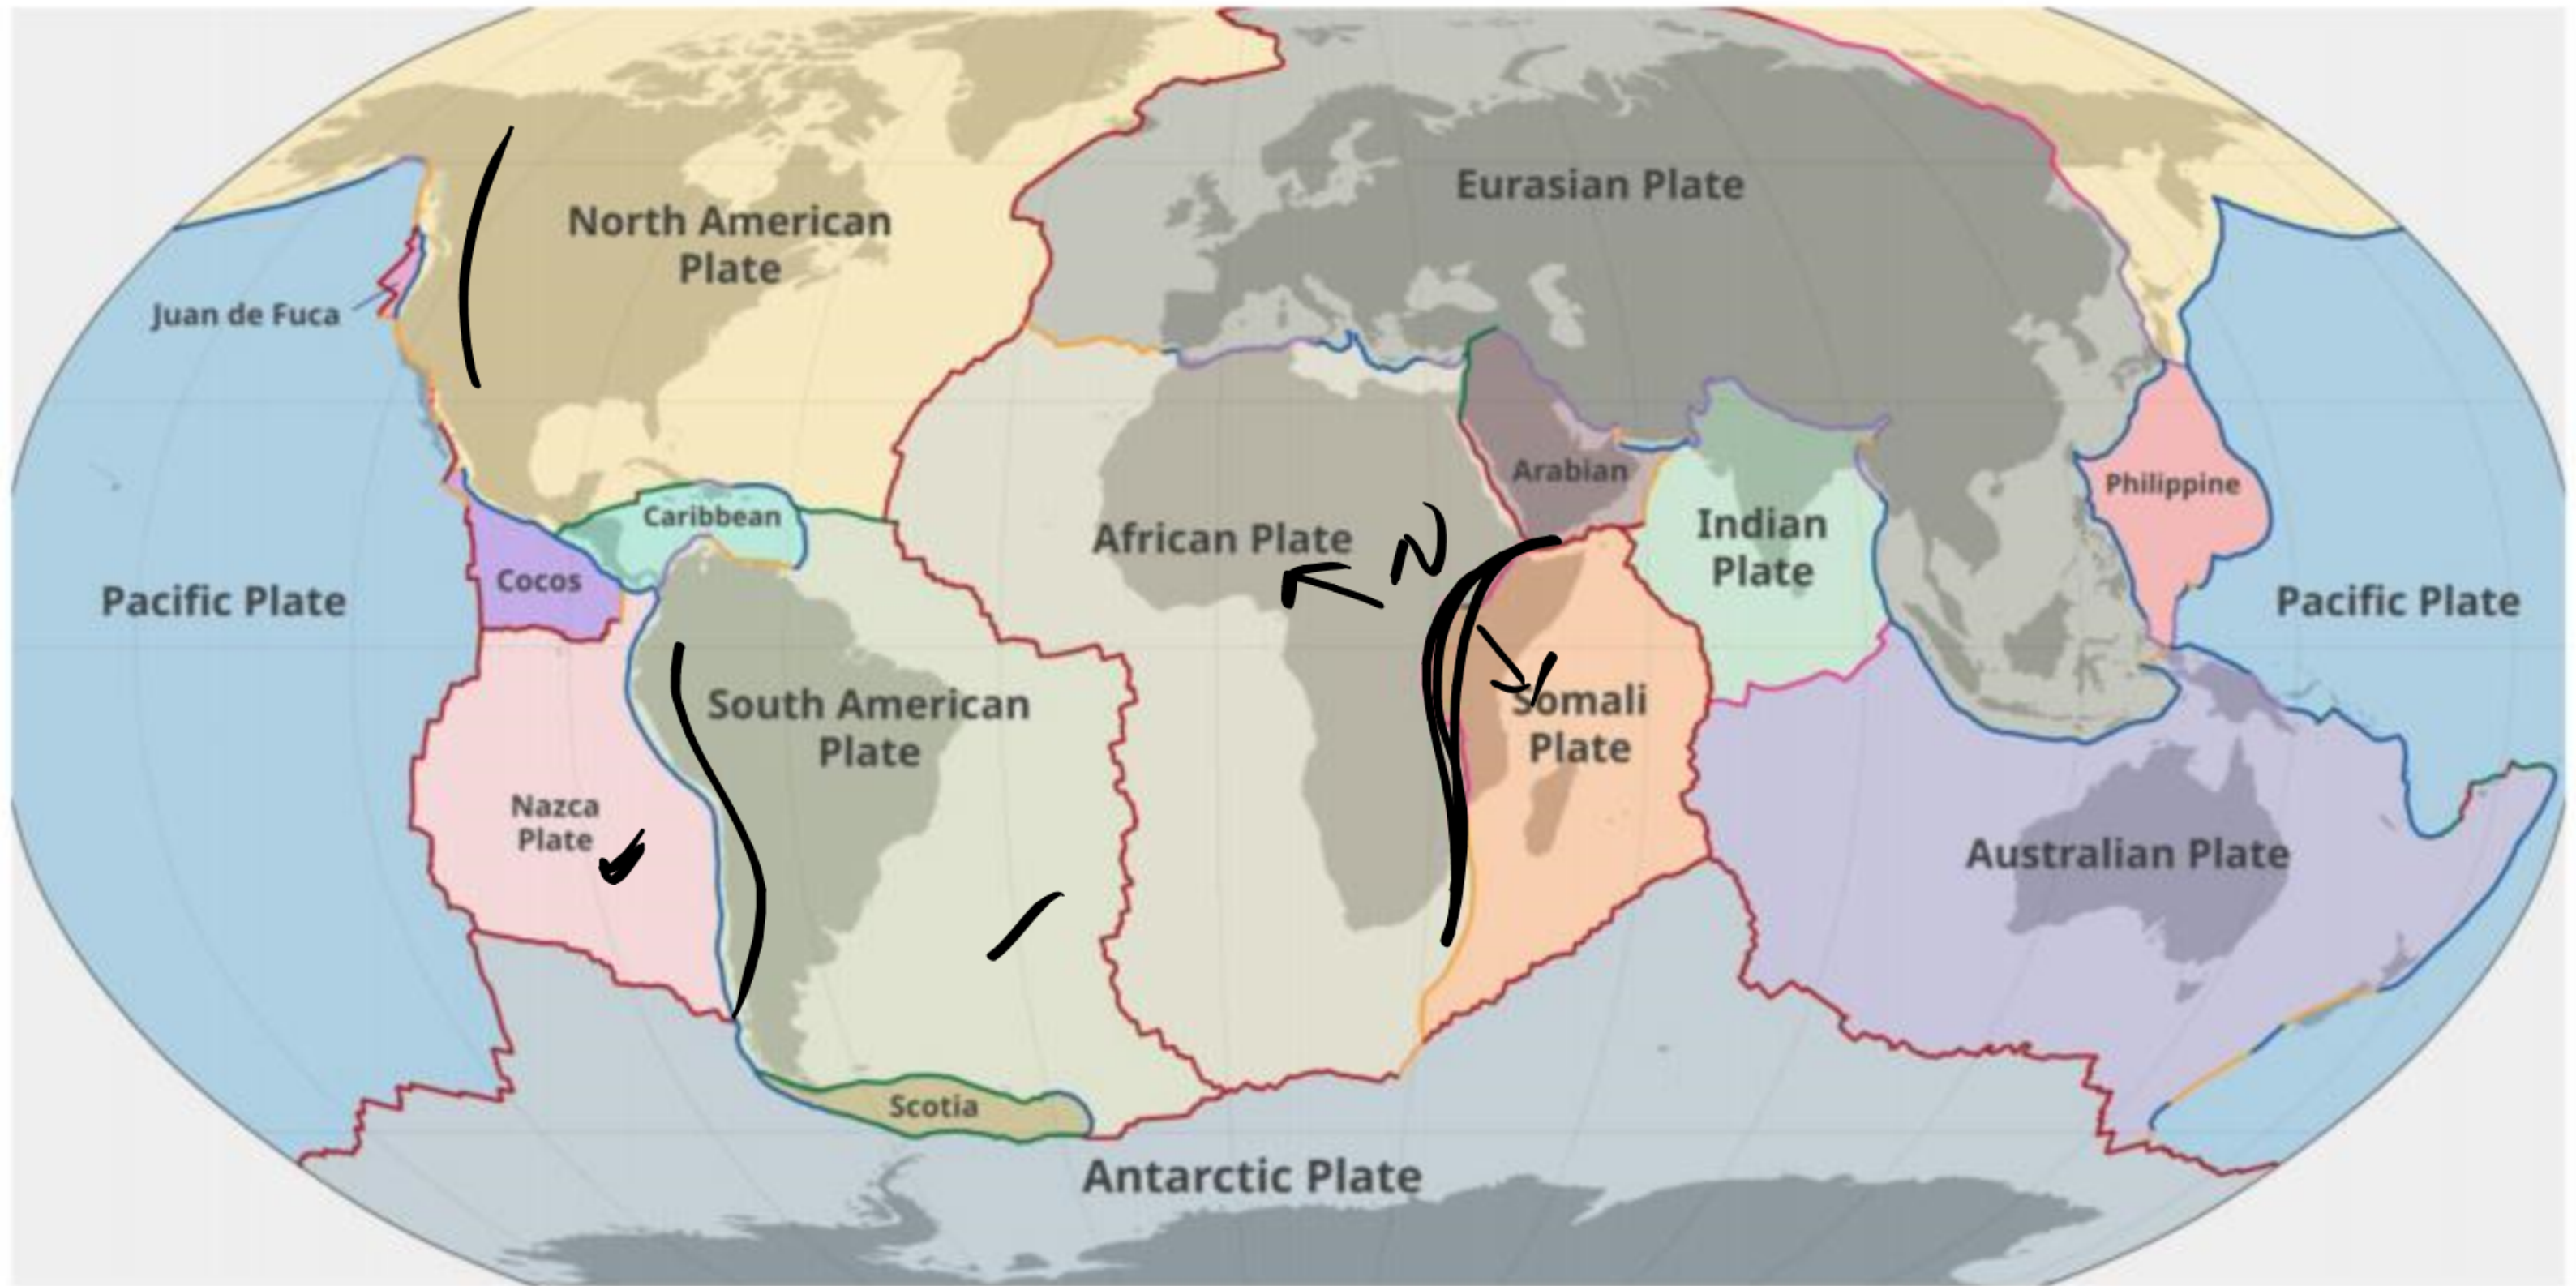 Eurasian Plate
North American
Plate
Juan de Fuca
Arabian
Philippine
Caribbean
African Plate
N
Indian
Plate
Cocos
Pacific Plate
Pacific Plate
South American
Plate
Somali
Plate
Nazca
Plate
Australian Plate
Scotia
Antarctic Plate